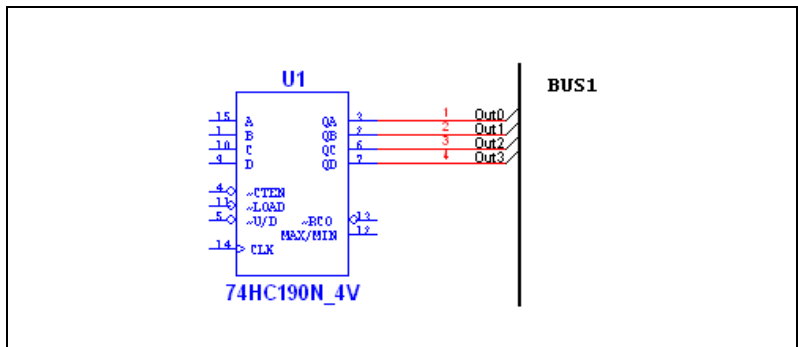 U1
BUS1
15 A QA 3 1 Out0
1 B QB 2 2 Out1
10 C QC 6 3 Out2
9 D QD 7 4 Out3
4 ~CTEN
11 ~LOAD
5 ~U/D ~RCO 13
MAX/MIN 12
14 CLK
74HC190N_4V